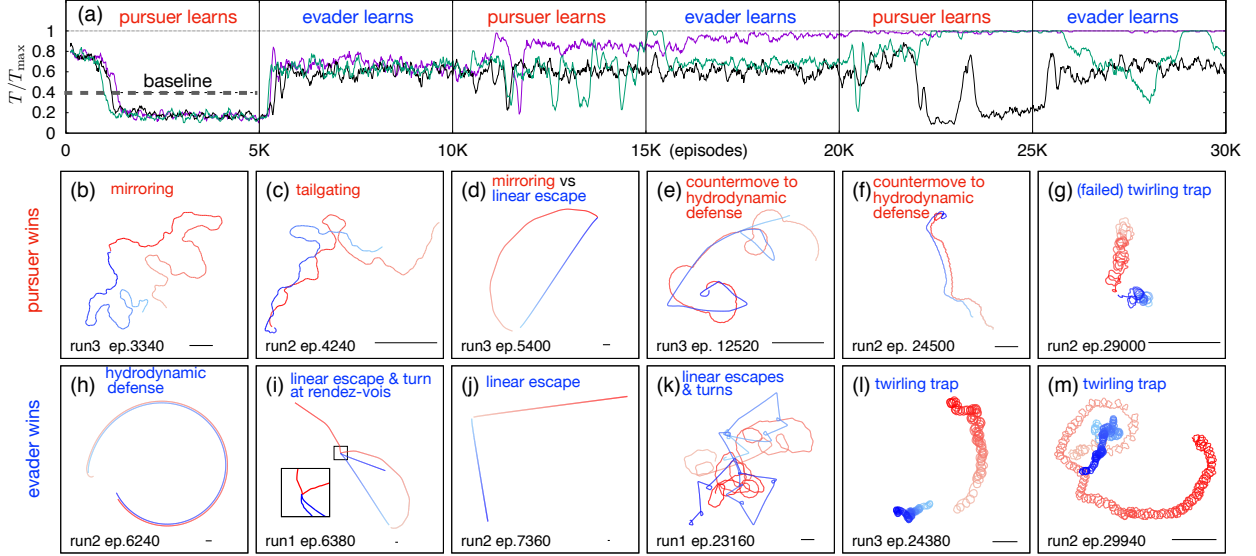 (a) pursuer learns evader learns pursuer learns evader learns pursuer learns evader learns
T/Tmax
1
0.8
0.6
0.4
0.2
0
baseline
0 5K 10K 15K (episodes) 20K 25K 30K
pursuer wins
(b) mirroring
run3 ep.3340
(c) tailgating
run2 ep.4240
(d) mirroring vs
linear escape
run3 ep.5400
(e) countermove to
hydrodynamic
defense
run3 ep. 12520
(f) countermove to
hydrodynamic
defense
run2 ep. 24500
(g) (failed) twirling trap
run2 ep.29000
evader wins
(h) hydrodynamic
defense
run2 ep.6240
(i) linear escape & turn
at rendez-vois
run1 ep.6380
(j) linear escape
run2 ep.7360
(k) linear escapes
& turns
run1 ep.23160
(l) twirling trap
run3 ep.24380
(m) twirling trap
run2 ep.29940